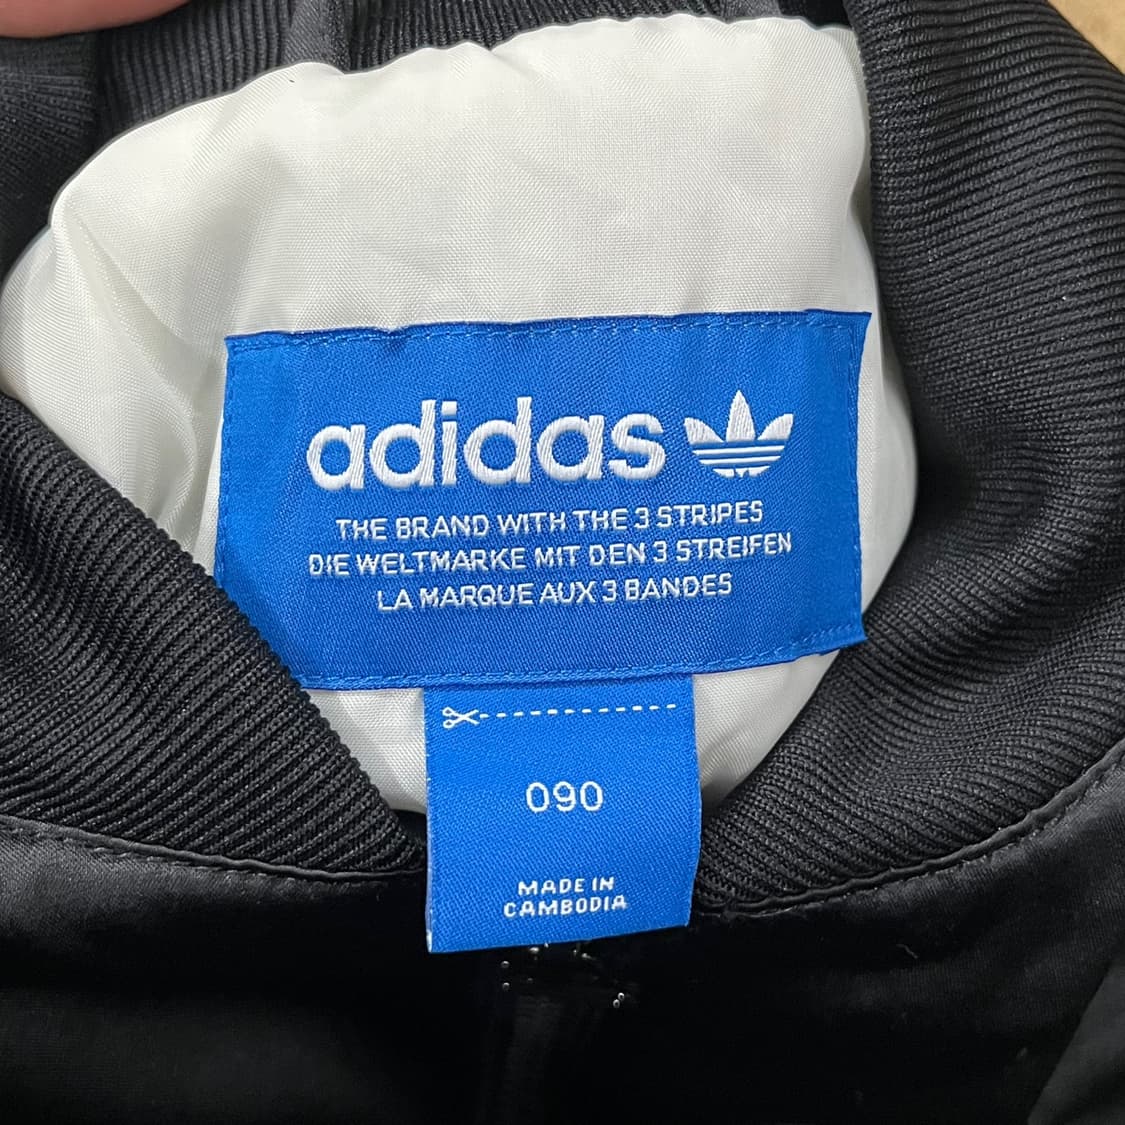 adidas
THE BRAND WITH THE 3 STRIPES
DIE WELTMARKE MIT DEN 3 STREIFEN
LA MARQUE AUX 3 BANDES
090
MADE IN
CAMBODIA